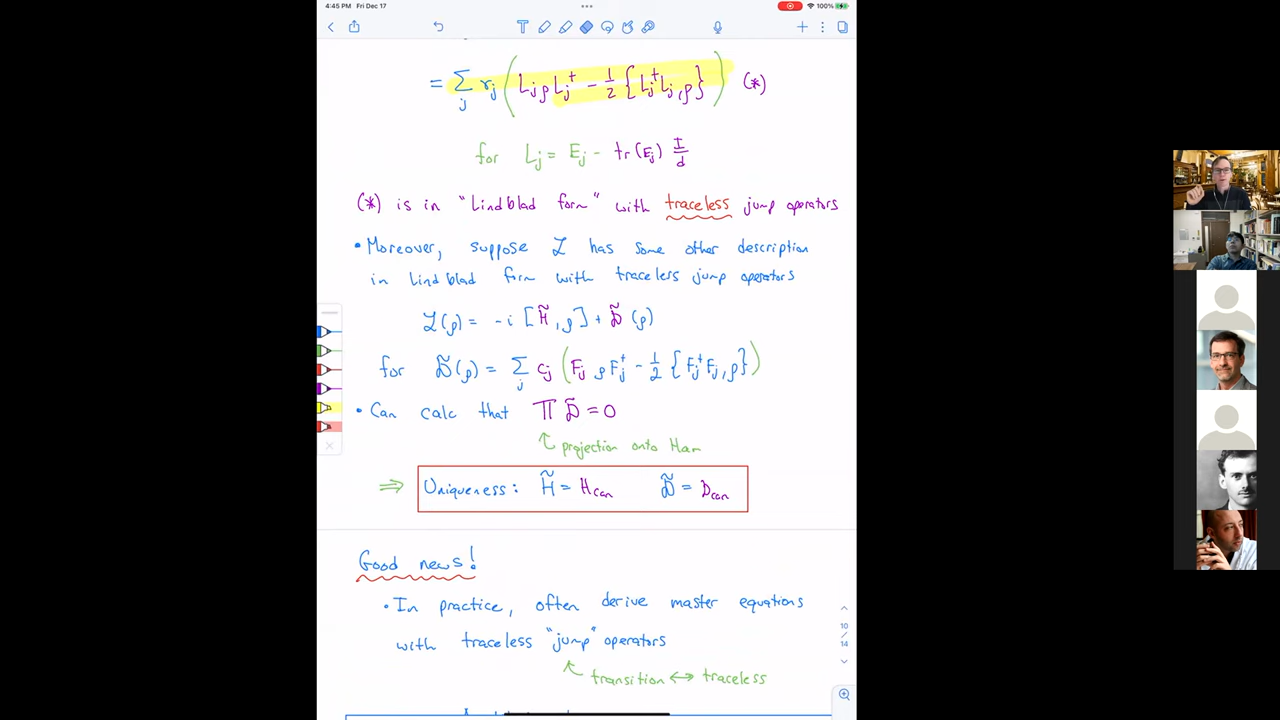 4:45 PM Fri Dec 17
100%
T
= Σ_j r_j ( L_j ρ L_j† - 1/2 { L_j† L_j, ρ } ) (*)
for L_j = E_j - tr(E_j) I/d
(*) is in "Lindblad form" with traceless jump operators
• Moreover, suppose ℒ has some other description
in Lindblad form with traceless jump operators
ℒ(ρ) = -i [H̃, ρ] + D̃(ρ)
for D̃(ρ) = Σ_j c_j ( F_j ρ F_j† - 1/2 { F_j† F_j, ρ } )
• Can calc that Π D̃ = 0
projection onto Ham
⇒ Uniqueness: H̃ = H_can D̃ = D_can
Good news!
• In practice, often derive master equations
with traceless "jump" operators
transition ↔ traceless
10
/
14